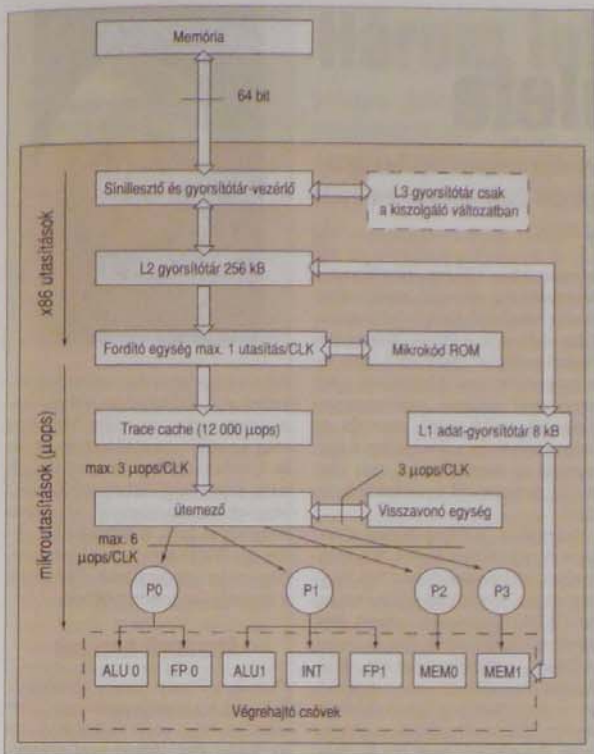 Memória
64 bit
Sínillesztő és gyorsítótár-vezérlő
L3 gyorsítótár csak
a kiszolgáló változatban
x86 utasítások
L2 gyorsítótár 256 kB
Fordító egység max. 1 utasítás/CLK
Mikrokód ROM
mikroutasítások (µops)
Trace cache (12 000 µops)
L1 adat-gyorsítótár 8 kB
max. 3 µops/CLK
3 µops/CLK
ütemező
Visszavonó egység
max. 6
µops/CLK
P0
P1
P2
P3
ALU 0
FP 0
ALU1
INT
FP1
MEM0
MEM1
Végrehajtó csövek